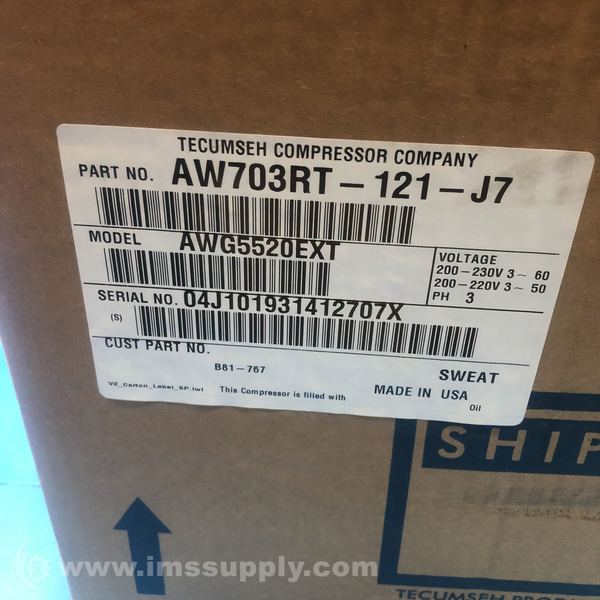 TECUMSEH COMPRESSOR COMPANY
PART NO. AW703RT-121-J7
MODEL AWG5520EXT
VOLTAGE
200-230V 3~ 60
200-220V 3~ 50
PH 3
SERIAL NO. 04J101931412707X
(S)
CUST PART NO.
B81-767
SWEAT
V2_Carton_Label_SP.lwl This Compressor is filled with MADE IN USA
Oil
SHIP
www.imssupply.com
TECUMSEH PRODU